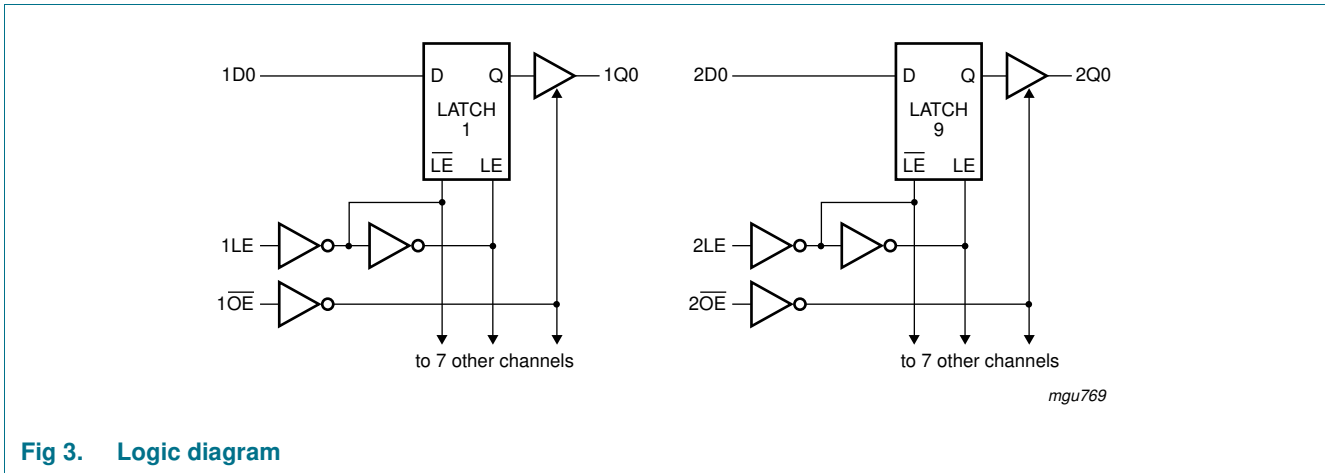 1D0
D Q
LATCH
1
L̅E̅ LE
1Q0
1LE
1O̅E̅
to 7 other channels
2D0
D Q
LATCH
9
L̅E̅ LE
2Q0
2LE
2O̅E̅
to 7 other channels
mgu769
Fig 3. Logic diagram